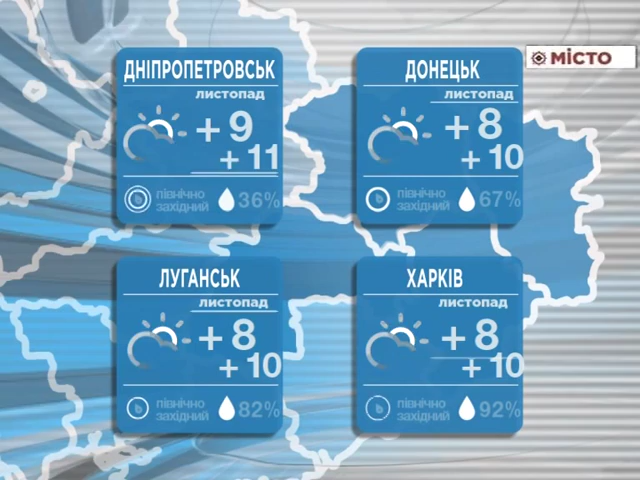 МІСТО
ДНІПРОПЕТРОВСЬК
листопад
+ 9
+ 11
північно
західний
36%
ДОНЕЦЬК
листопад
+ 8
+ 10
північно
західний
67%
ЛУГАНСЬК
листопад
+ 8
+ 10
північно
західний
82%
ХАРКІВ
листопад
+ 8
+ 10
північно
західний
92%